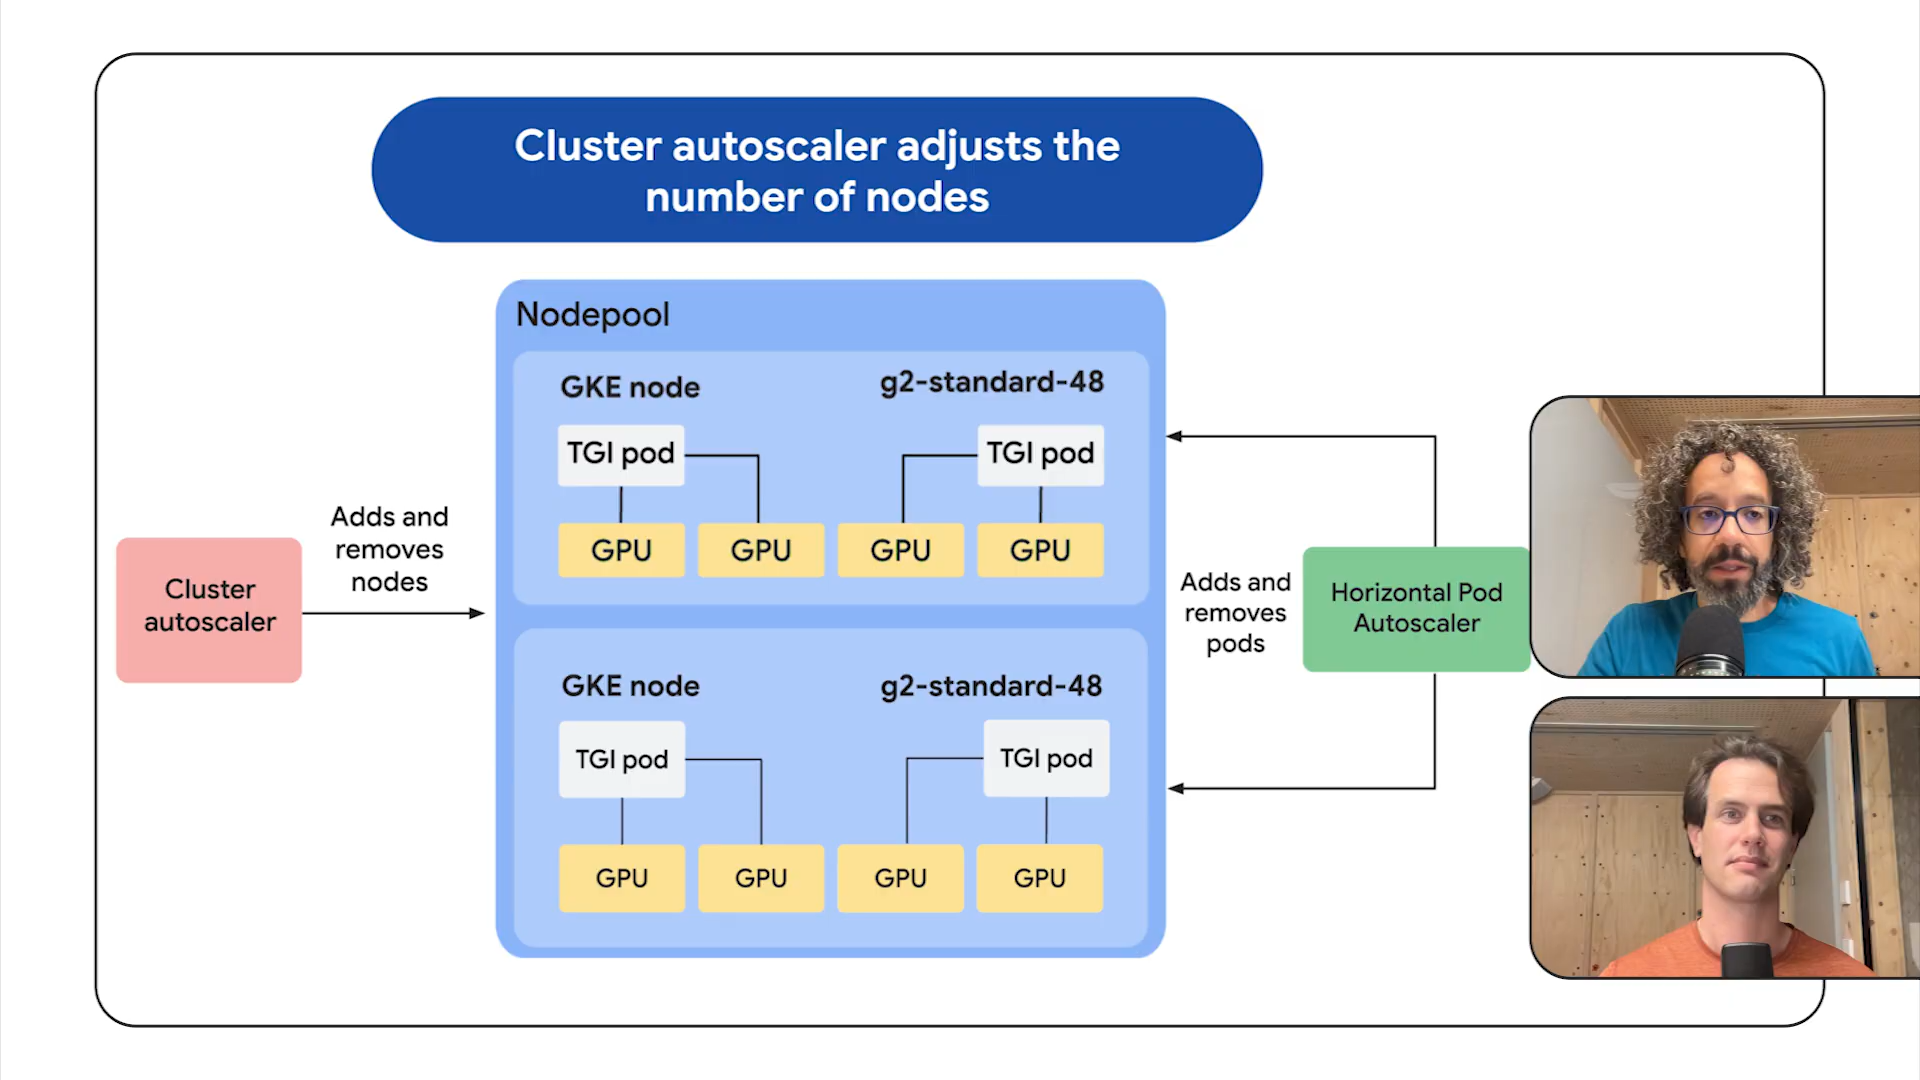 Cluster autoscaler adjusts the
number of nodes
Nodepool
GKE node
g2-standard-48
TGI pod
TGI pod
GPU
GPU
GPU
GPU
Adds and
removes
nodes
Cluster
autoscaler
Adds and
removes
pods
Horizontal Pod
Autoscaler
GKE node
g2-standard-48
TGI pod
TGI pod
GPU
GPU
GPU
GPU